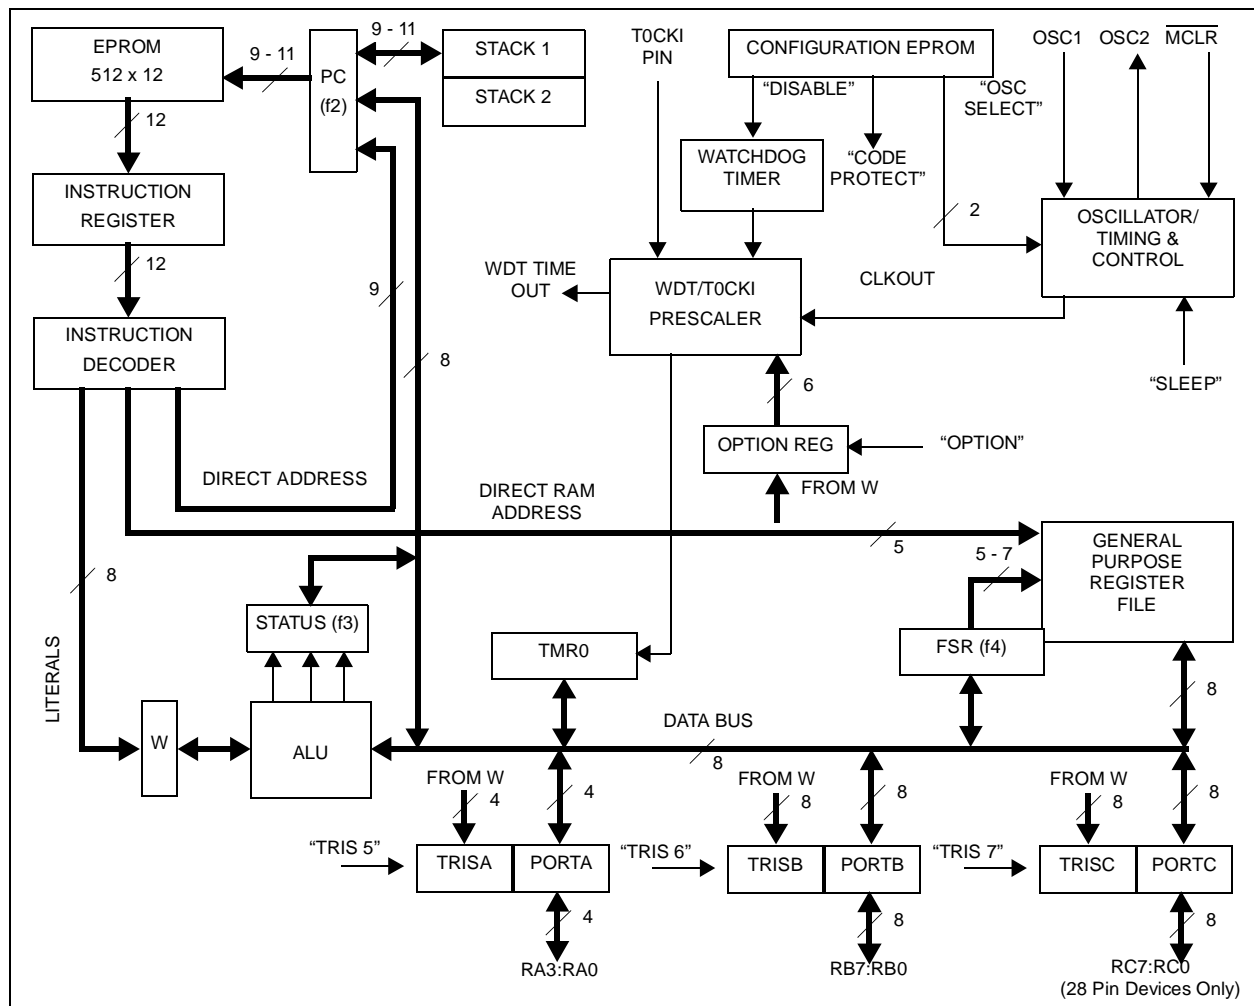 EPROM
512 x 12
9 - 11
PC
(f2)
9 - 11
STACK 1
STACK 2
T0CKI
PIN
CONFIGURATION EPROM
OSC1
OSC2
MCLR
“DISABLE”
“OSC
SELECT”
12
WATCHDOG
TIMER
“CODE
PROTECT”
INSTRUCTION
REGISTER
2
OSCILLATOR/
TIMING &
CONTROL
12
9
WDT TIME
OUT
WDT/T0CKI
PRESCALER
CLKOUT
INSTRUCTION
DECODER
8
6
“SLEEP”
OPTION REG
“OPTION”
DIRECT ADDRESS
DIRECT RAM
ADDRESS
FROM W
5
5 - 7
GENERAL
PURPOSE
REGISTER
FILE
8
STATUS (f3)
TMR0
FSR (f4)
LITERALS
8
W
ALU
DATA BUS
8
FROM W
4
4
FROM W
8
8
FROM W
8
8
“TRIS 5”
TRISA
PORTA
“TRIS 6”
TRISB
PORTB
“TRIS 7”
TRISC
PORTC
4
8
8
RA3:RA0
RB7:RB0
RC7:RC0
(28 Pin Devices Only)